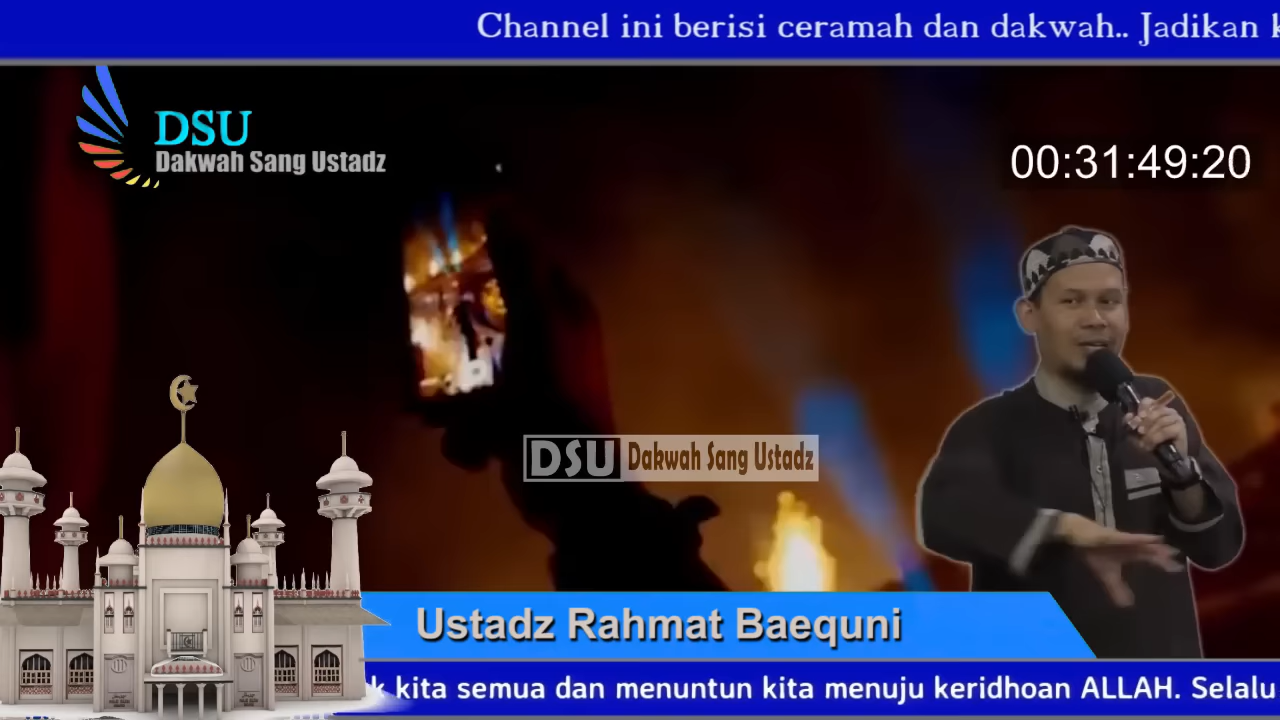 Channel ini berisi ceramah dan dakwah.. Jadikan
DSU
Dakwah Sang Ustadz
00:31:49:20
DSU Dakwah Sang Ustadz
Ustadz Rahmat Baequni
kita semua dan menuntun kita menuju keridhoan ALLAH. Selalu